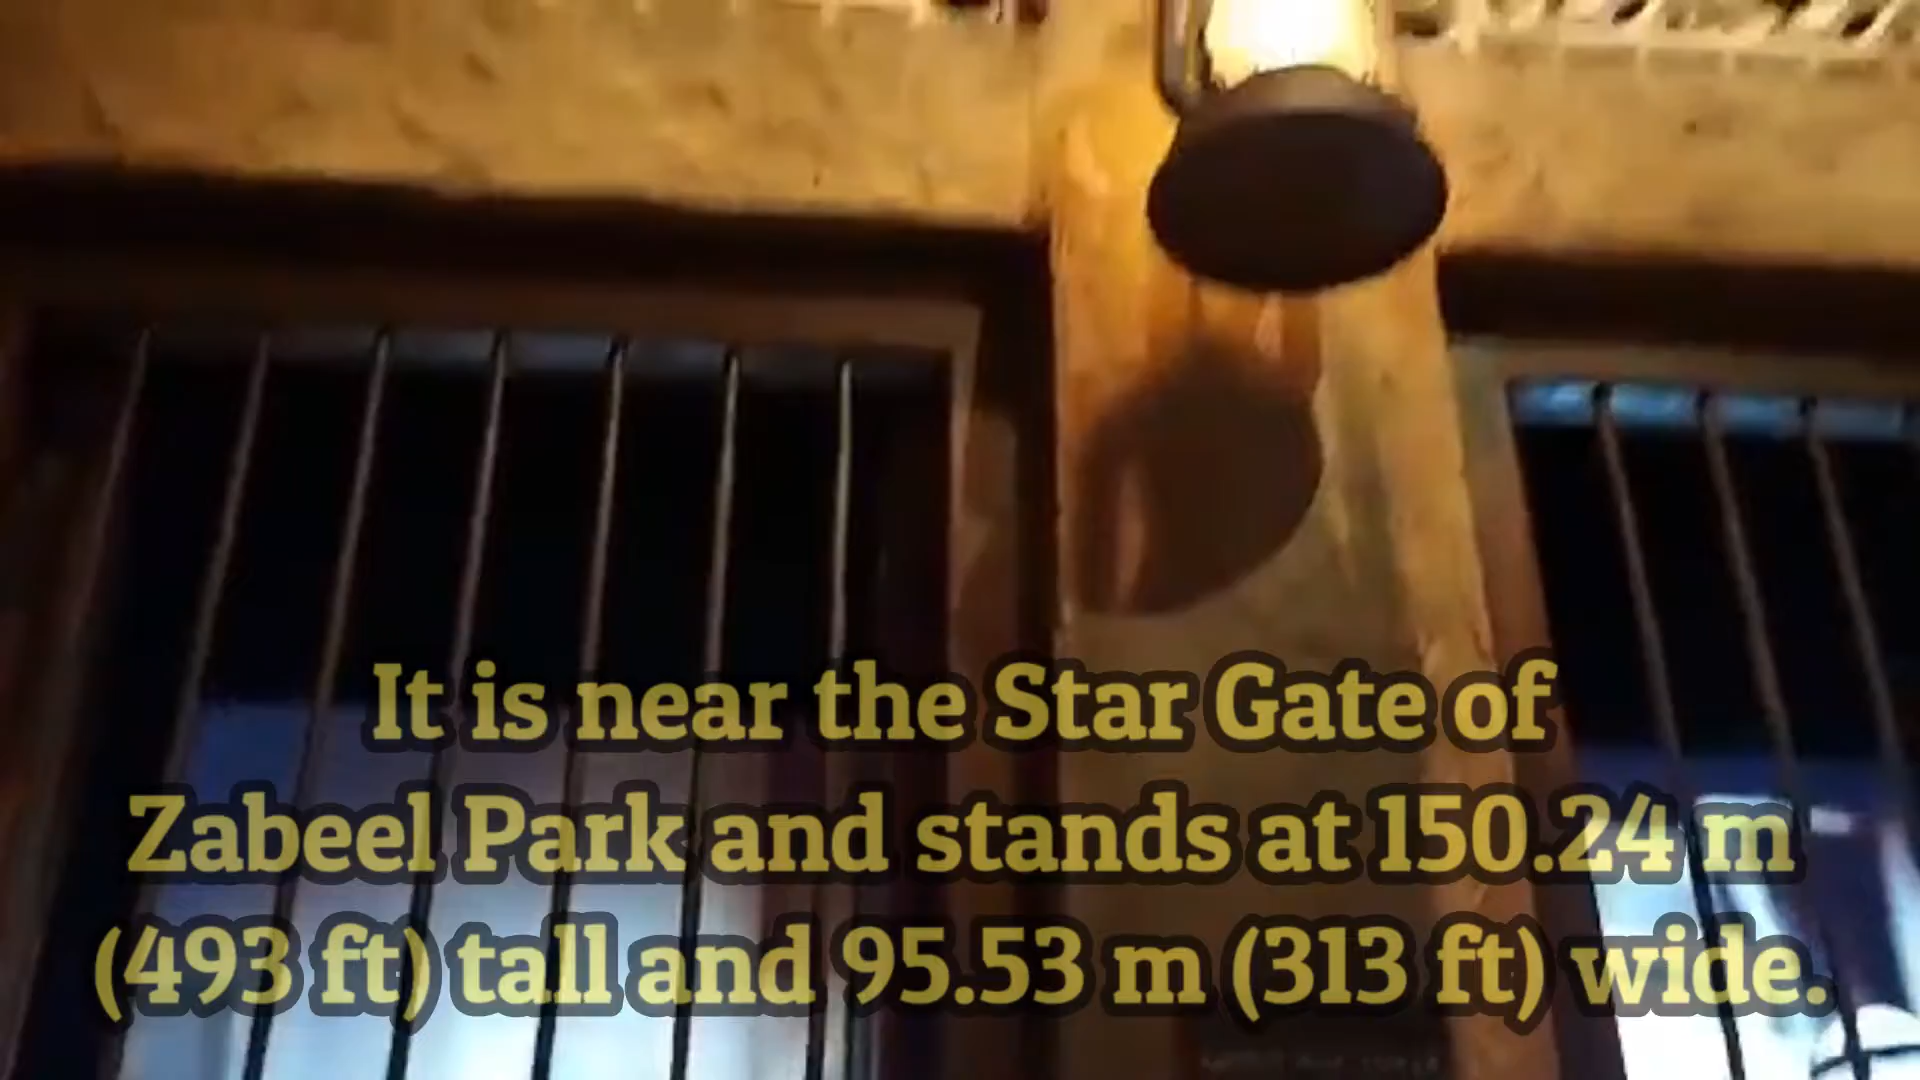 It is near the Star Gate of
Zabeel Park and stands at 150.24 m
(493 ft) tall and 95.53 m (313 ft) wide.